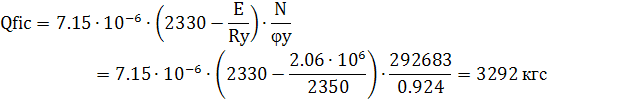 Qfic = 7.15·10⁻⁶·(2330 − E/Ry)·N/φy
= 7.15·10⁻⁶·(2330 − 2.06·10⁶/2350)·292683/0.924 = 3292 кгс